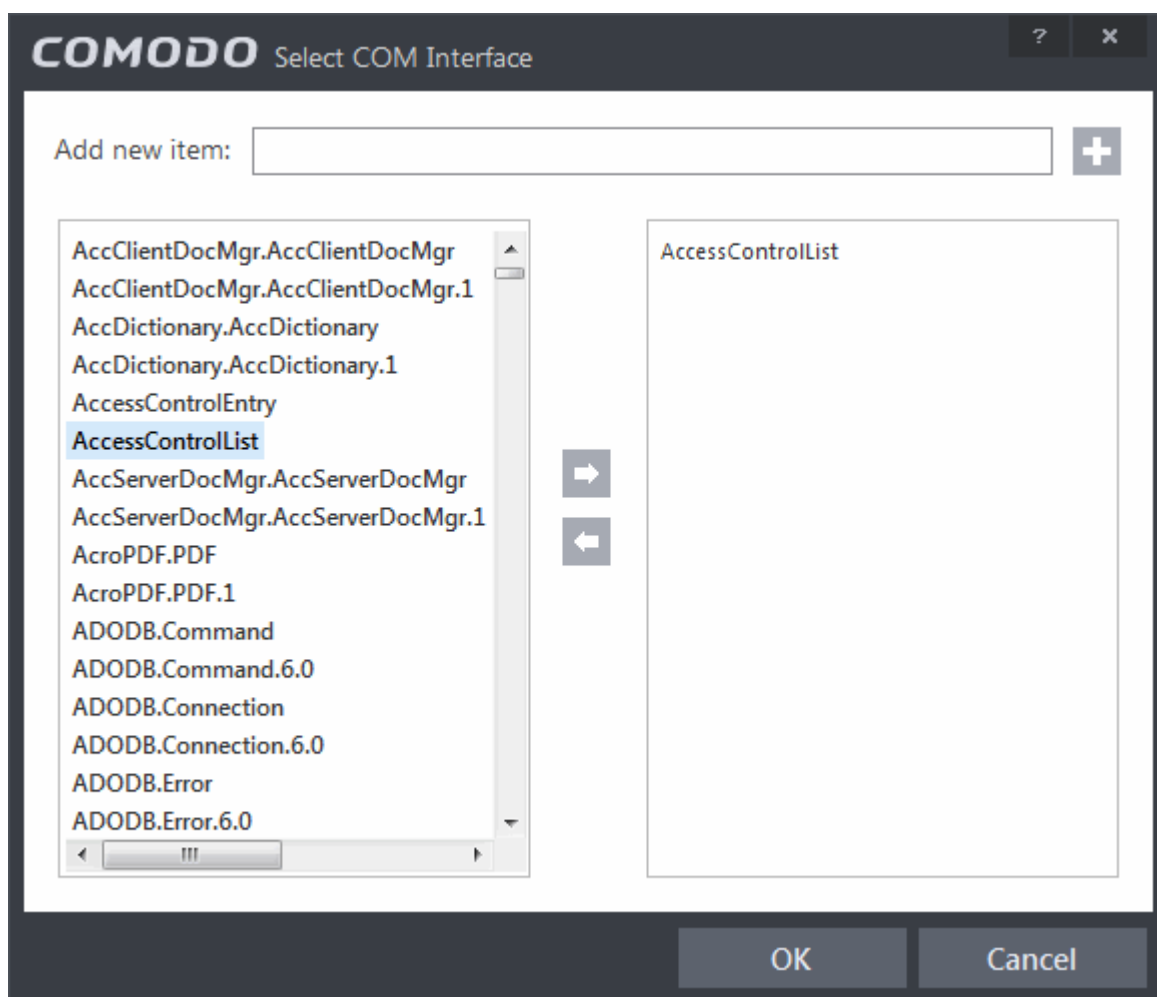 COMODO Select COM Interface ?
Add new item:
AccClientDocMgr.AccClientDocMgr
AccClientDocMgr.AccClientDocMgr.1
AccDictionary.AccDictionary
AccDictionary.AccDictionary.1
AccessControlEntry
AccessControlList
AccServerDocMgr.AccServerDocMgr
AccServerDocMgr.AccServerDocMgr.1
AcroPDF.PDF
AcroPDF.PDF.1
ADODB.Command
ADODB.Command.6.0
ADODB.Connection
ADODB.Connection.6.0
ADODB.Error
ADODB.Error.6.0
AccessControlList
OK Cancel